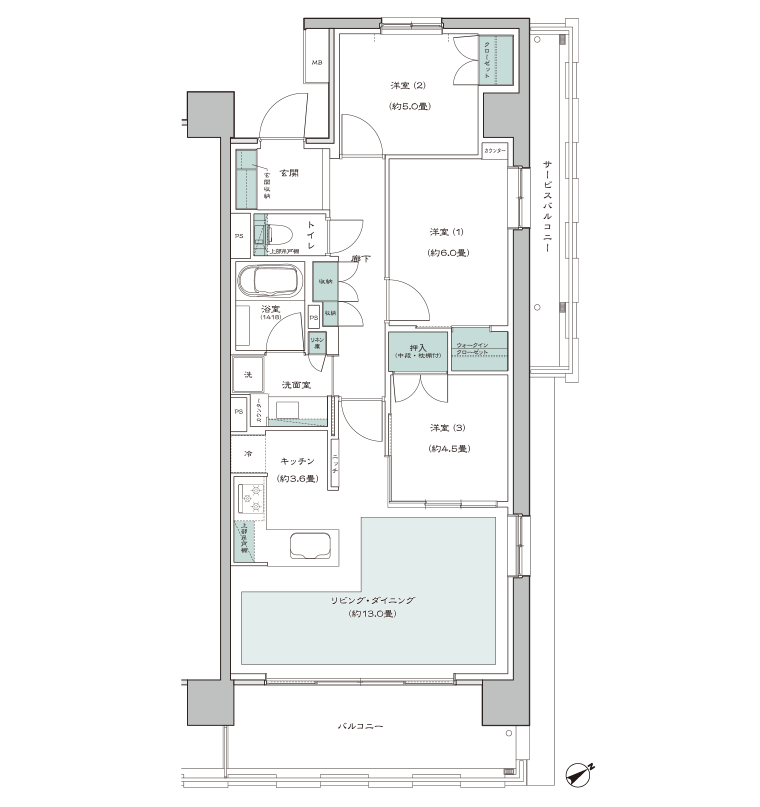 MB
洋室 (2)
(約5.0畳)
クローゼット
カウンター
玄関
玄関収納
サービスバルコニー
PS
トイレ
上部吊戸棚
洋室 (1)
(約6.0畳)
廊下
収納
浴室
(1418)
PS
収納
リネン庫
押入
(中段・枕棚付)
ウォークイン
クローゼット
洗
洗面室
PS
カウンター
洋室 (3)
(約4.5畳)
冷
キッチン
(約3.6畳)
ニッチ
上部吊戸棚
リビング・ダイニング
(約13.0畳)
バルコニー
N